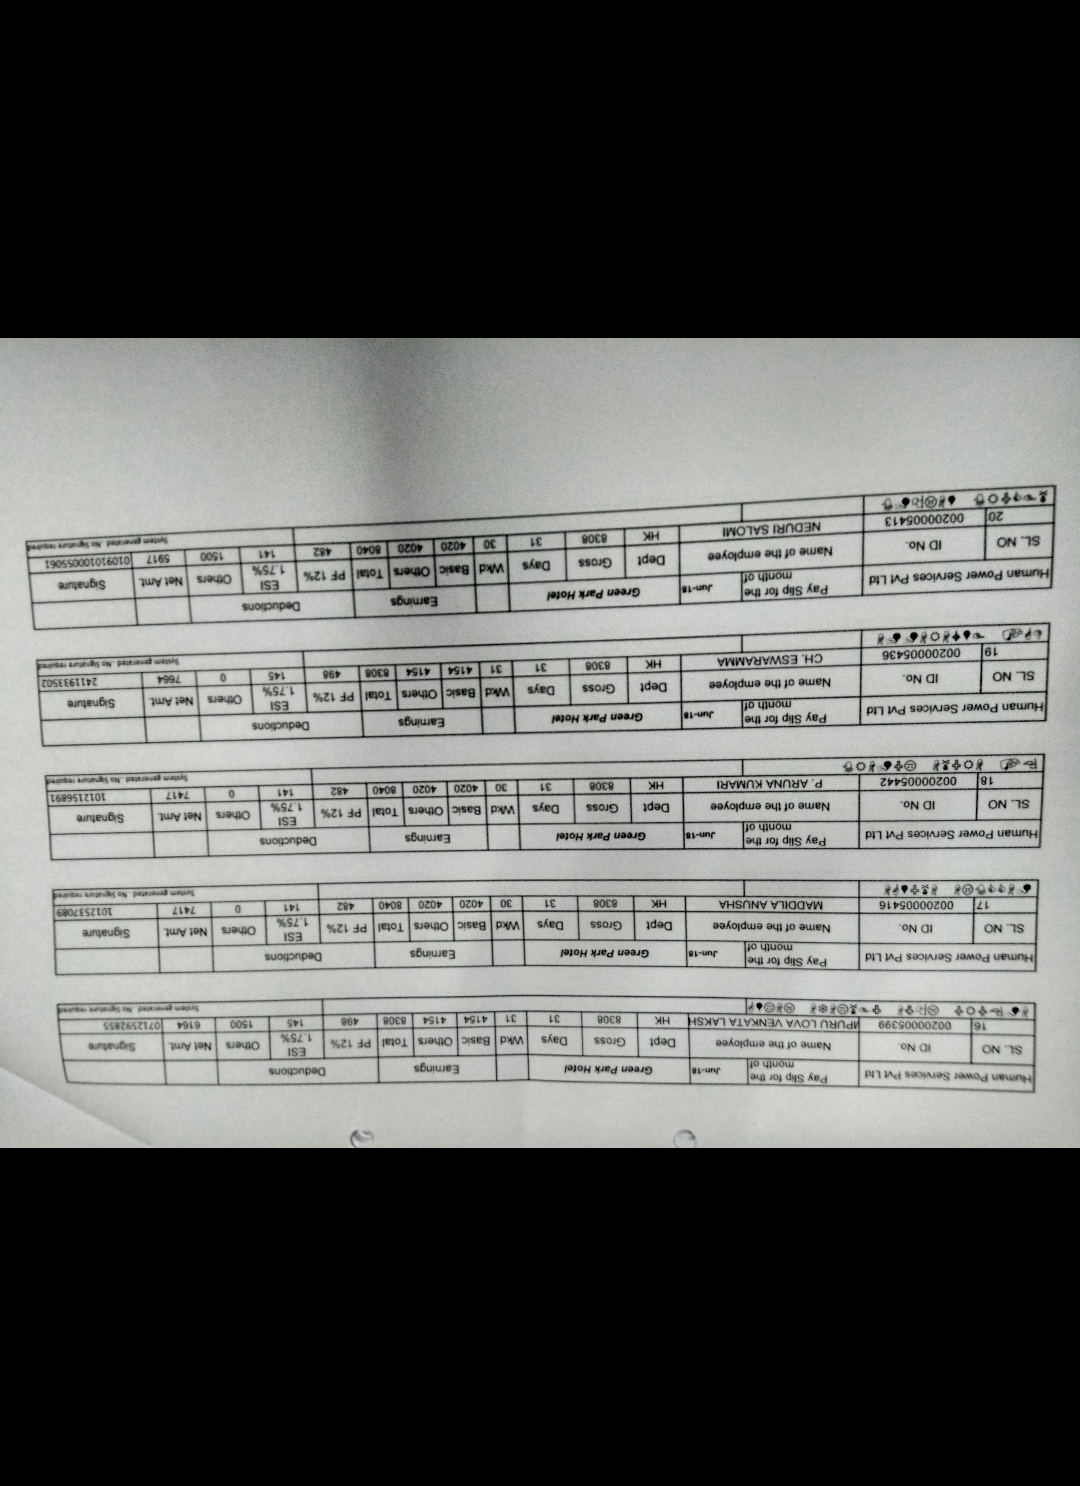 Human Power Services Pvt Ltd Pay Slip for the month of Jun-18 Green Park Hotel Earnings Deductions
SL. NO ID No. Name of the employee Dept Gross Days Wkd Basic Others Total PF 12% ESI 1.75% Others Net Amt. Signature
16 00200005399 IPURU LOVA VENKATA LAKSH HK 8308 31 31 4154 4154 8308 498 145 1500 6164 0712592855
System generated. No Signature required
Human Power Services Pvt Ltd Pay Slip for the month of Jun-18 Green Park Hotel Earnings Deductions
SL. NO ID No. Name of the employee Dept Gross Days Wkd Basic Others Total PF 12% ESI 1.75% Others Net Amt. Signature
17 00200005416 MADDILA ANUSHA HK 8308 31 30 4020 4020 8040 482 141 0 7417 1012537089
System generated. No Signature required
Human Power Services Pvt Ltd Pay Slip for the month of Jun-18 Green Park Hotel Earnings Deductions
SL. NO ID No. Name of the employee Dept Gross Days Wkd Basic Others Total PF 12% ESI 1.75% Others Net Amt. Signature
18 00200005442 P. ARUNA KUMARI HK 8308 31 30 4020 4020 8040 482 141 0 7417 1012156891
System generated. No Signature required
Human Power Services Pvt Ltd Pay Slip for the month of Jun-18 Green Park Hotel Earnings Deductions
SL. NO ID No. Name of the employee Dept Gross Days Wkd Basic Others Total PF 12% ESI 1.75% Others Net Amt. Signature
19 00200005436 CH. ESWARAMMA HK 8308 31 31 4154 4154 8308 498 145 0 7664 2411933502
System generated. No Signature required
Human Power Services Pvt Ltd Pay Slip for the month of Jun-18 Green Park Hotel Earnings Deductions
SL. NO ID No. Name of the employee Dept Gross Days Wkd Basic Others Total PF 12% ESI 1.75% Others Net Amt. Signature
20 00200005413 NEDURI SALOMI HK 8308 31 30 4020 4020 8040 482 141 1500 5917 010910100055061
System generated. No Signature required